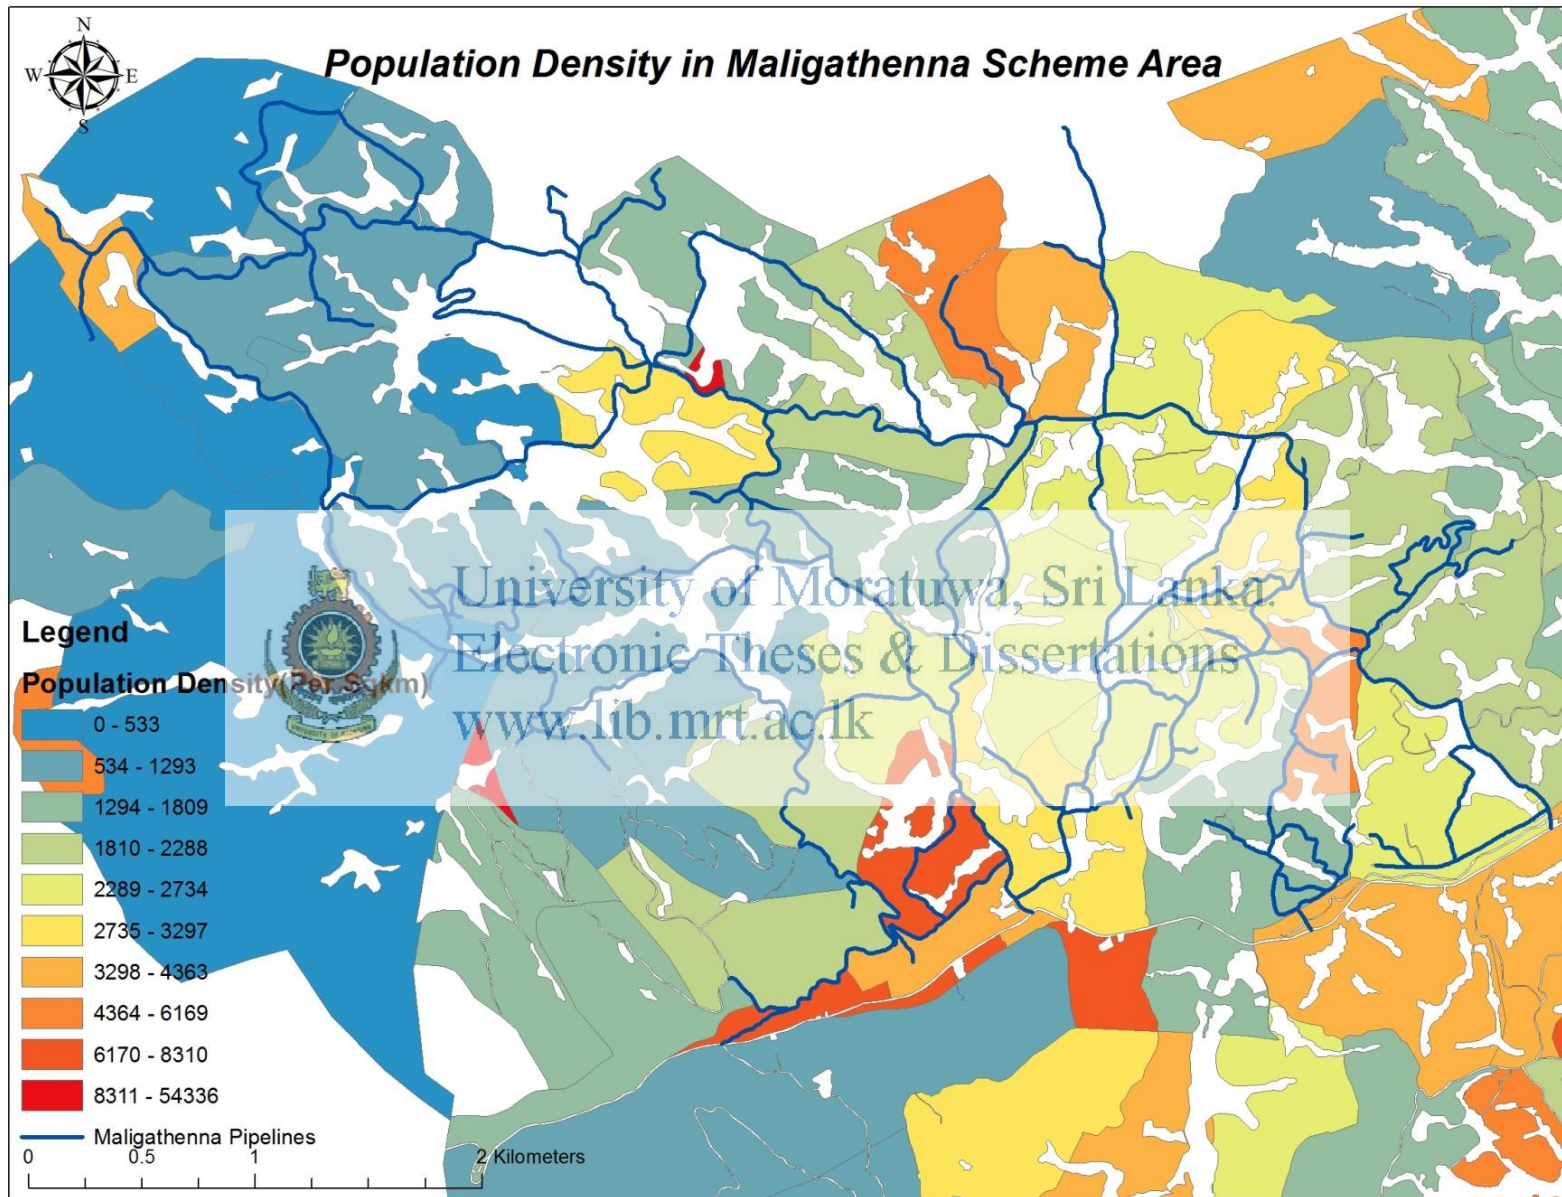 N
W E
S
Population Density in Maligathenna Scheme Area
University of Moratuwa, Sri Lanka.
Electronic Theses & Dissertations
www.lib.mrt.ac.lk
Legend
Population Density(Per Sqkm)
0 - 533
534 - 1293
1294 - 1809
1810 - 2288
2289 - 2734
2735 - 3297
3298 - 4363
4364 - 6169
6170 - 8310
8311 - 54336
Maligathenna Pipelines
0 0.5 1 2 Kilometers